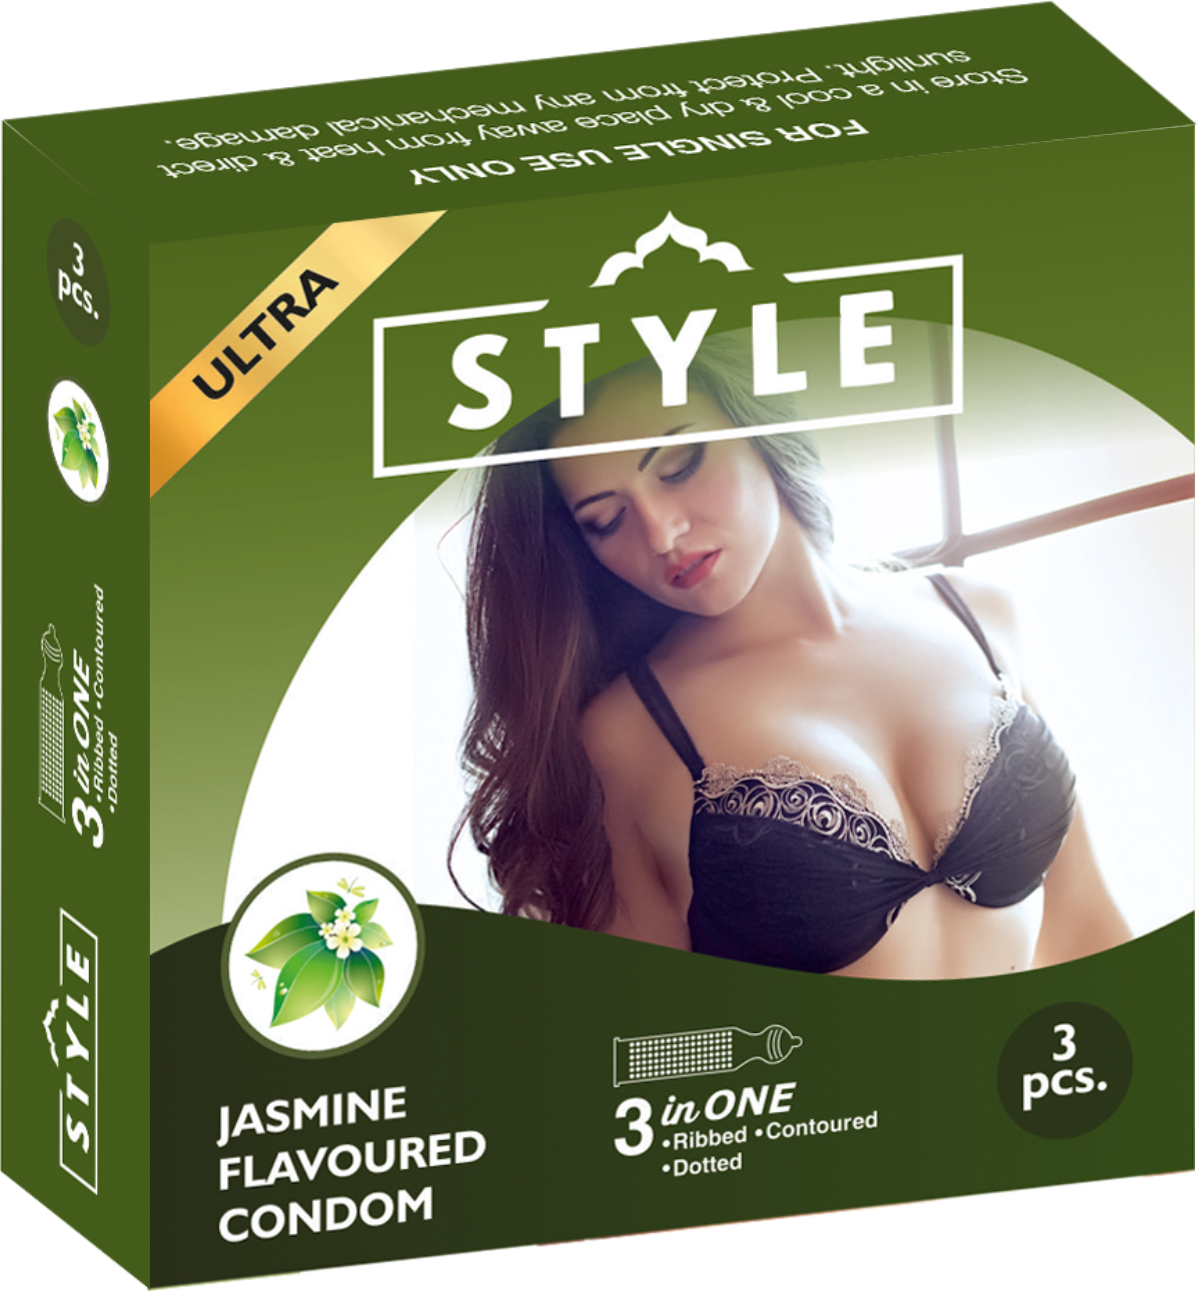 FOR SINGLE USE ONLY
Store in a cool & dry place away from heat & direct
sunlight. Protect from any mechanical damage.
ULTRA
STYLE
JASMINE
FLAVOURED
CONDOM
3 in ONE
•Ribbed •Contoured
•Dotted
3
pcs.
3
pcs.
3 in ONE
•Ribbed •Contoured
•Dotted
STYLE